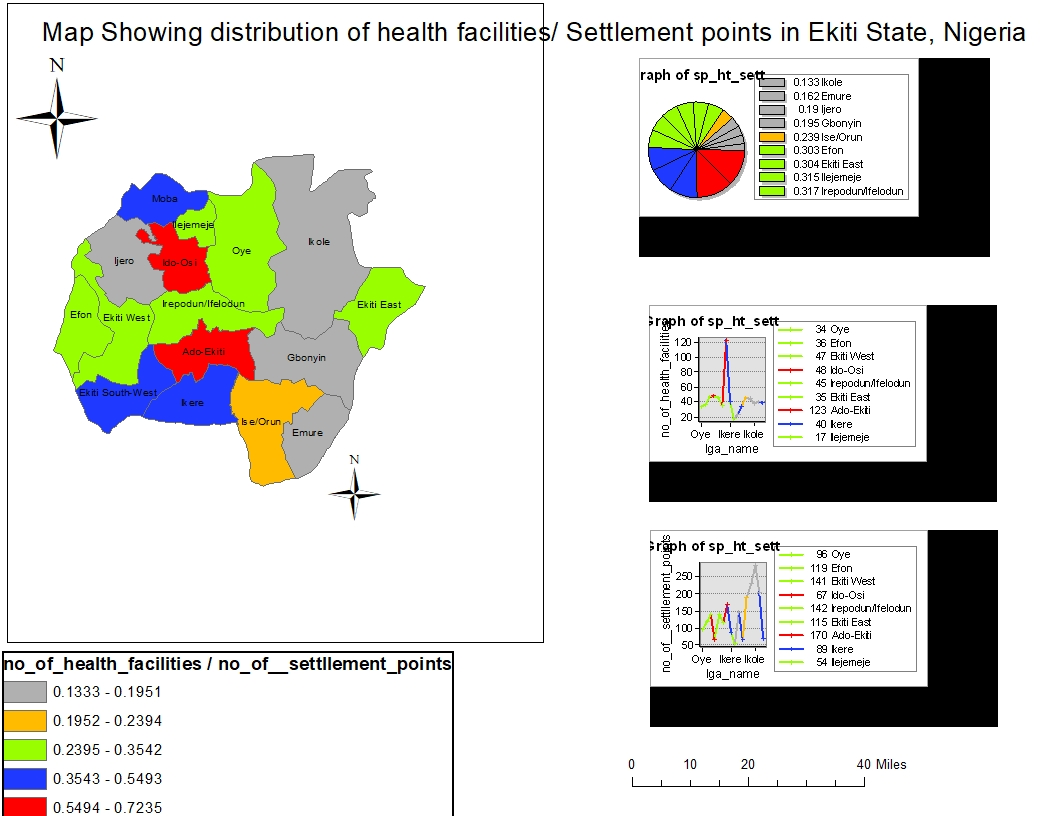 Map Showing distribution of health facilities/ Settlement points in Ekiti State, Nigeria
N
Moba
Ilejemeje
Ikole
Oye
Ijero
Ido-Osi
Irepodun/Ifelodun
Ekiti East
Efon
Ekiti West
Ado-Ekiti
Gbonyin
Ekiti South-West
Ikere
Ise/Orun
Emure
N
no_of_health_facilities / no_of__settllement_points
0.1333 - 0.1951
0.1952 - 0.2394
0.2395 - 0.3542
0.3543 - 0.5493
0.5494 - 0.7235
raph of sp_ht_sett
0.133 Ikole
0.162 Emure
0.19 Ijero
0.195 Gbonyin
0.239 Ise/Orun
0.303 Efon
0.304 Ekiti East
0.315 Ilejemeje
0.317 Irepodun/Ifelodun
Graph of sp_ht_sett
no_of_health_facilities
120
100
80
60
40
20
Oye Ikere Ikole
lga_name
34 Oye
36 Efon
47 Ekiti West
48 Ido-Osi
45 Irepodun/Ifelodun
35 Ekiti East
123 Ado-Ekiti
40 Ikere
17 Ilejemeje
Graph of sp_ht_sett
no_of__settllement_points
250
200
150
100
50
Oye Ikere Ikole
lga_name
96 Oye
119 Efon
141 Ekiti West
67 Ido-Osi
142 Irepodun/Ifelodun
115 Ekiti East
170 Ado-Ekiti
89 Ikere
54 Ilejemeje
0 10 20 40 Miles